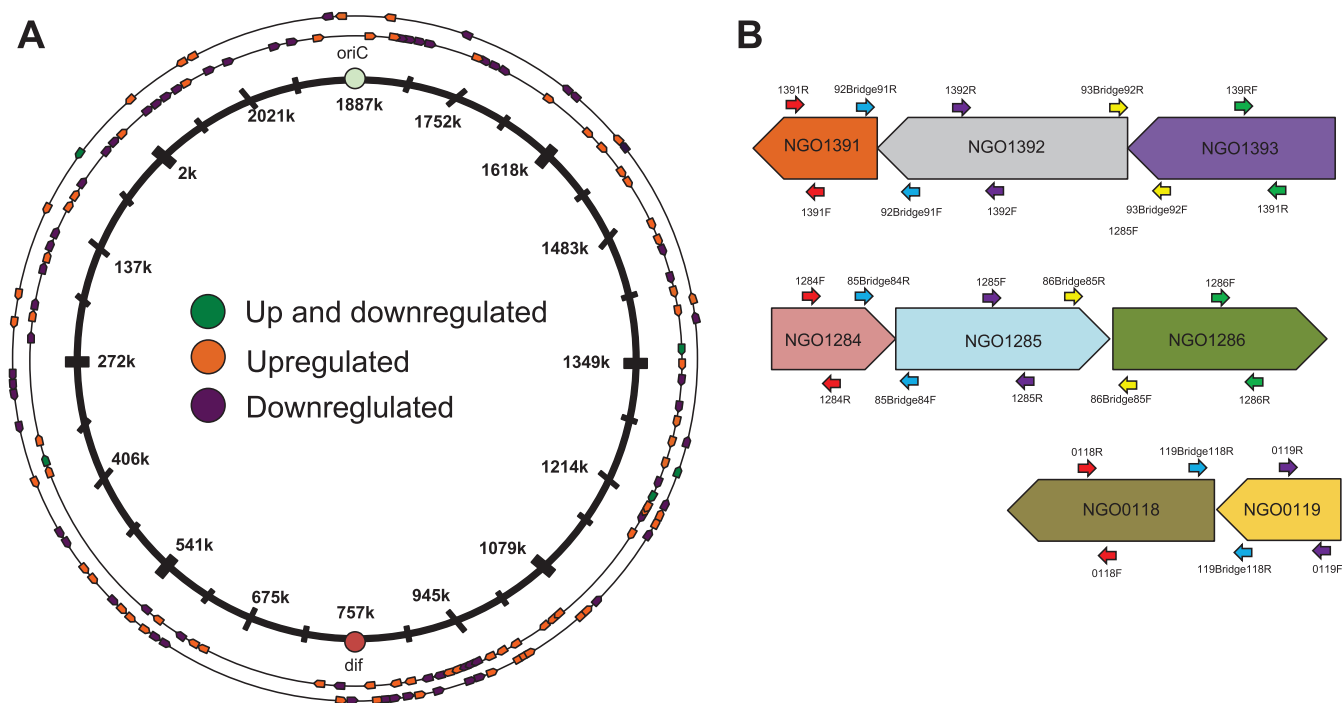 A
oriC
1887k
1752k
1618k
1483k
1349k
1214k
1079k
945k
757k
dif
675k
541k
406k
272k
137k
2k
2021k
Up and downregulated
Upregulated
Downreglulated
B
1391R
92Bridge91R
1392R
93Bridge92R
139RF
NGO1391
NGO1392
NGO1393
1391F
92Bridge91F
1392F
93Bridge92F
1391R
1285F
1284F
85Bridge84R
1285F
86Bridge85R
1286F
NGO1284
NGO1285
NGO1286
1284R
85Bridge84F
1285R
86Bridge85F
1286R
0118R
119Bridge118R
0119R
NGO0118
NGO0119
0118F
119Bridge118R
0119F